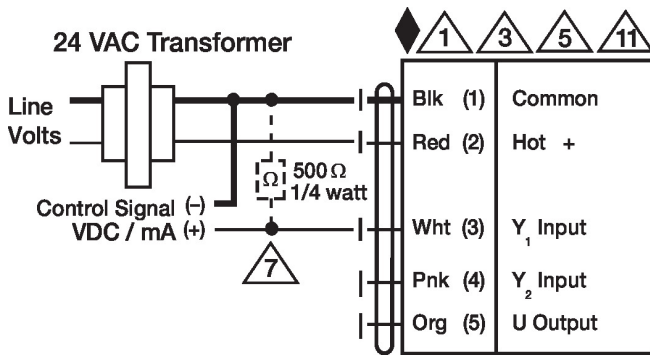 1 3 5 11
24 VAC Transformer
Line
Volts
Blk (1) Common
Red (2) Hot +
Ω 500 Ω
1/4 watt
Control Signal (-)
VDC / mA (+)
Wht (3) Y₁ Input
7
Pnk (4) Y₂ Input
Org (5) U Output